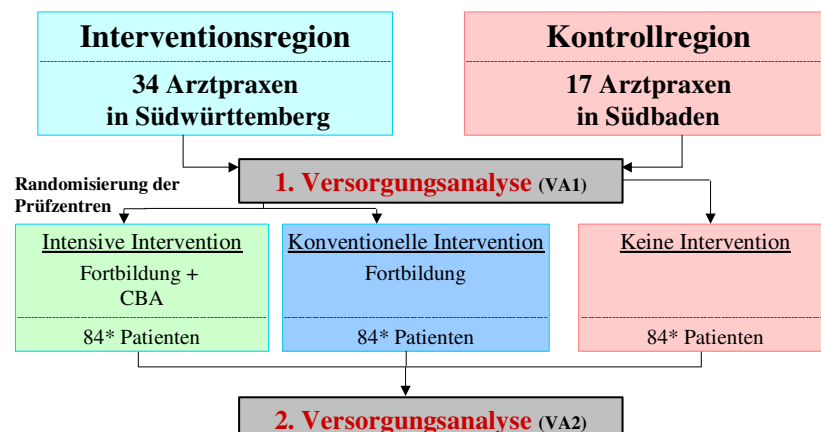 Interventionsregion
34 Arztpraxen
in Südwürttemberg
Kontrollregion
17 Arztpraxen
in Südbaden
1. Versorgungsanalyse (VA1)
Randomisierung der
Prüfzentren
Intensive Intervention
Fortbildung +
CBA
84* Patienten
Konventionelle Intervention
Fortbildung
84* Patienten
Keine Intervention
84* Patienten
2. Versorgungsanalyse (VA2)